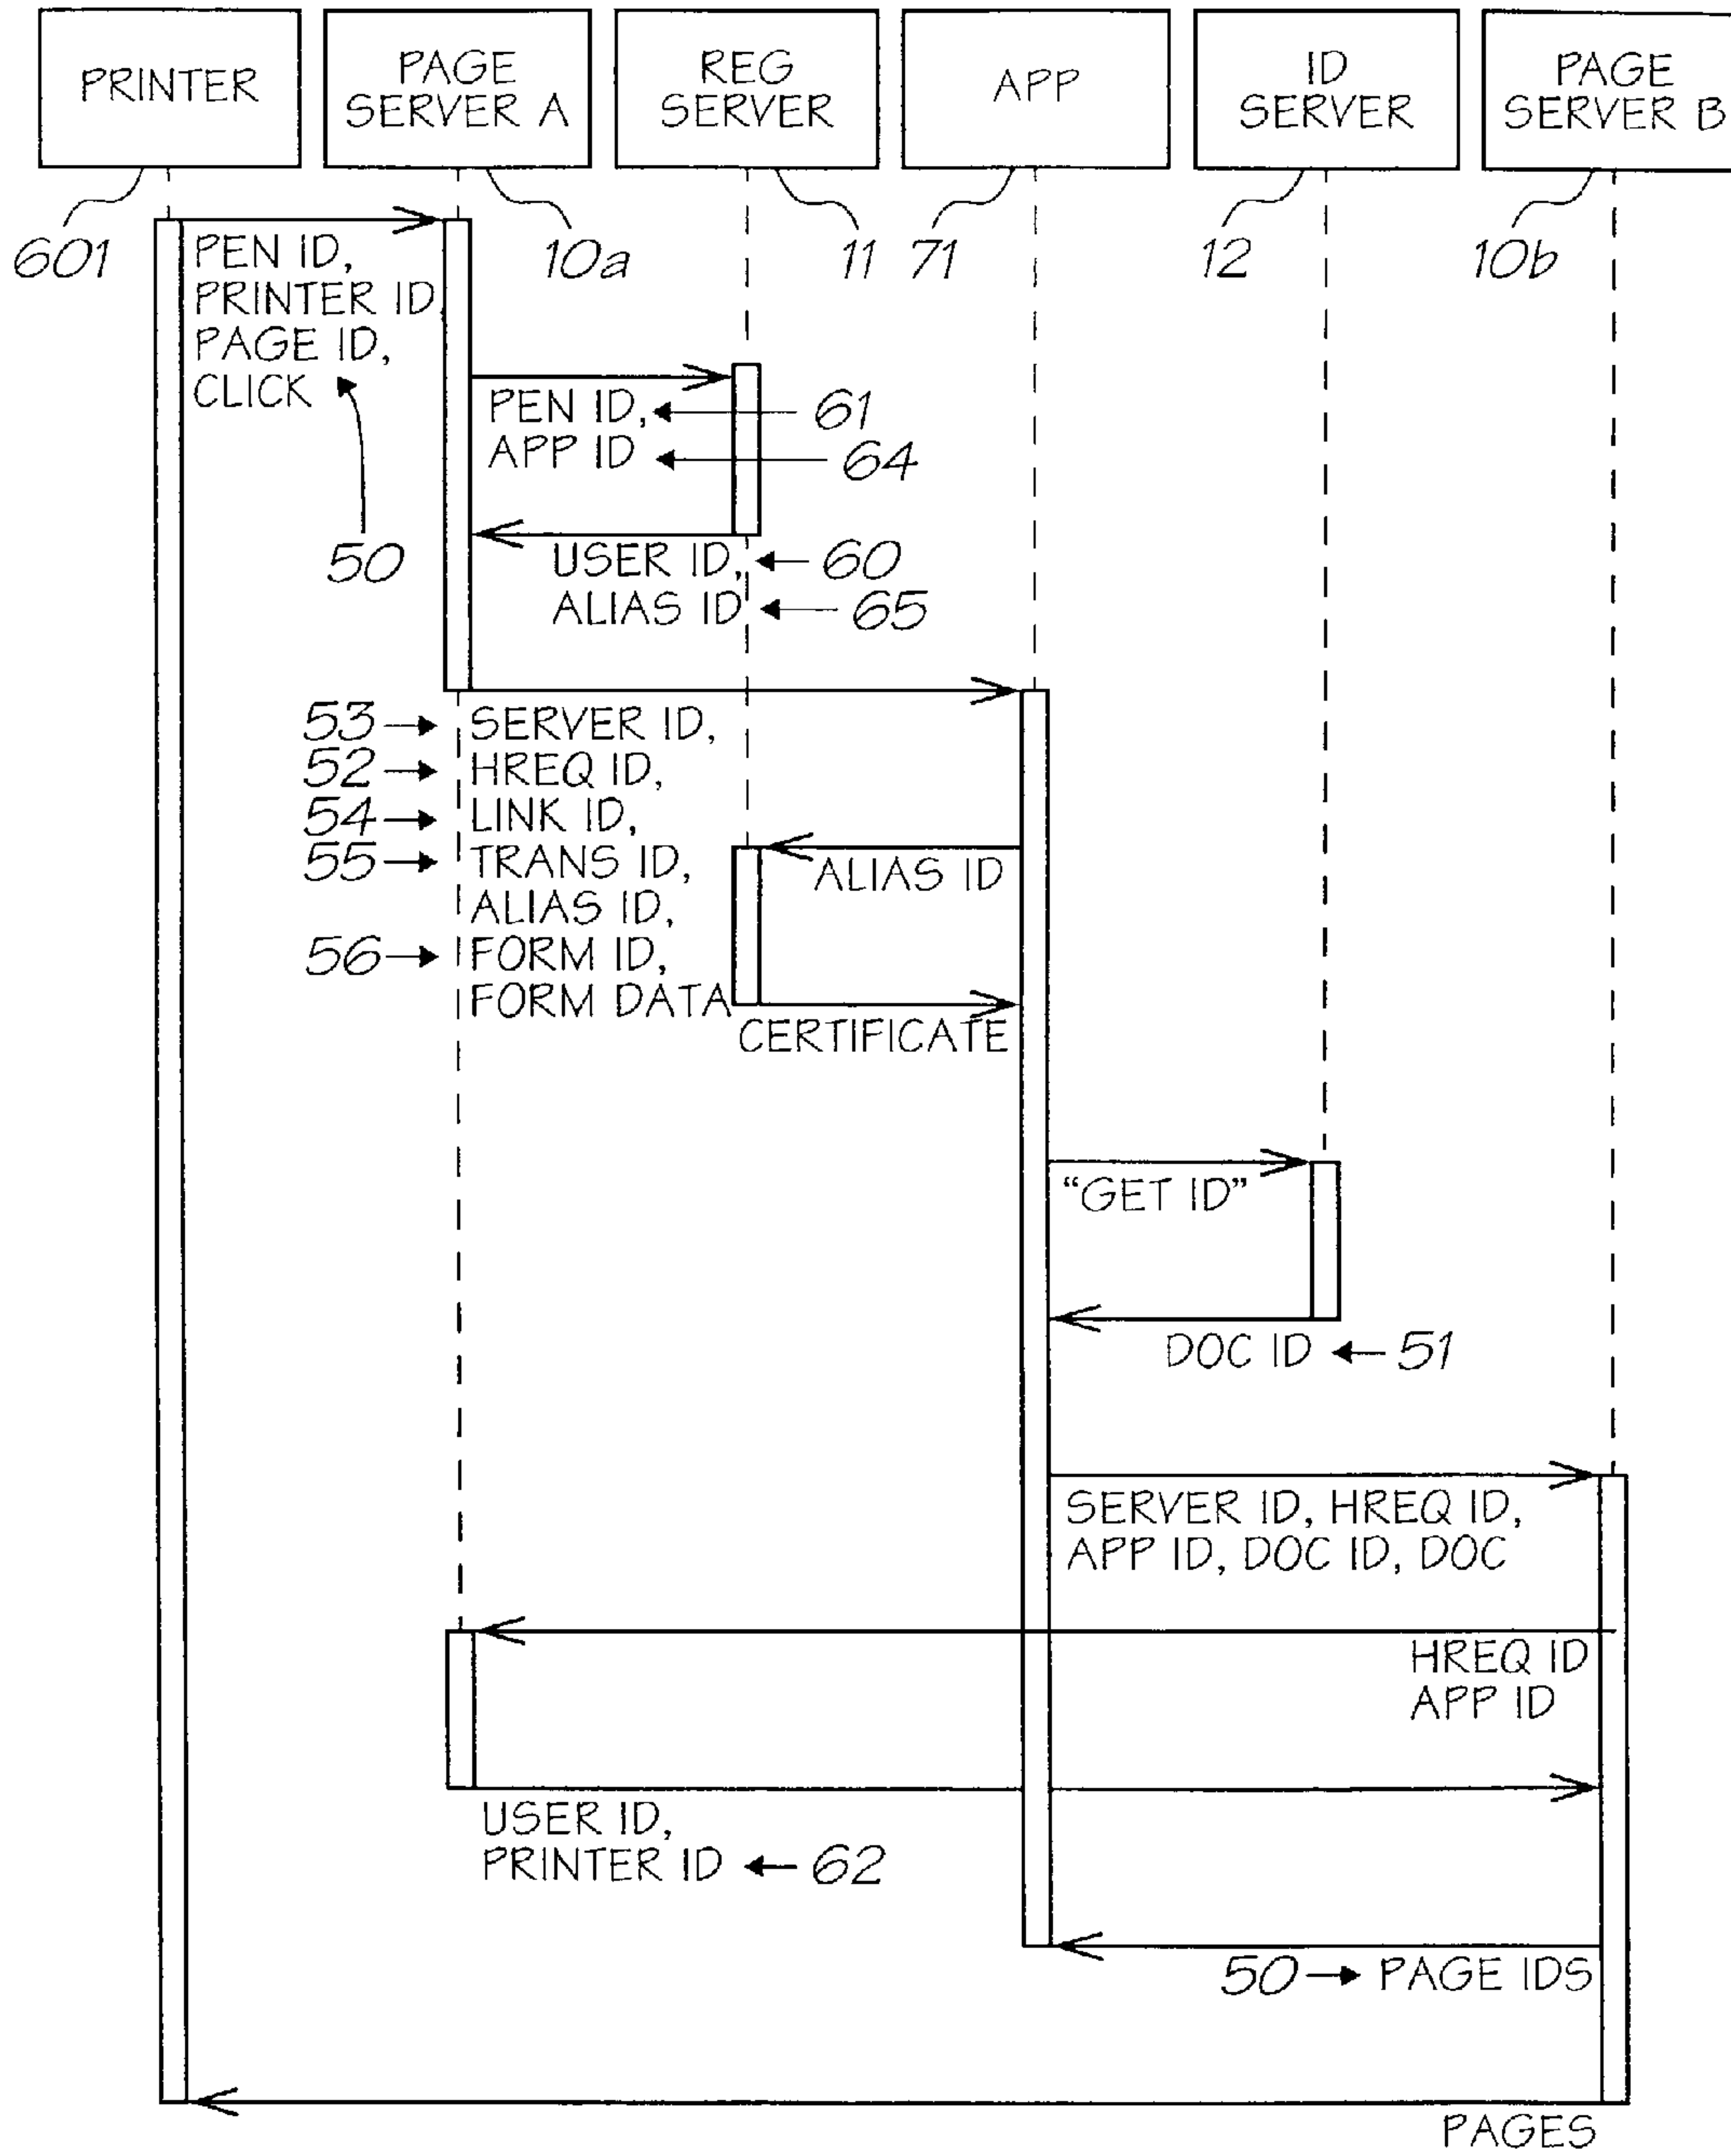 PRINTER
PAGE
SERVER A
REG
SERVER
APP
ID
SERVER
PAGE
SERVER B
601
10a
11
71
12
10b
PEN ID,
PRINTER ID
PAGE ID,
CLICK
50
PEN ID,
61
APP ID
64
USER ID,
60
ALIAS ID
65
53
SERVER ID,
52
HREQ ID,
54
LINK ID,
55
TRANS ID,
ALIAS ID,
56
FORM ID,
FORM DATA
ALIAS ID
CERTIFICATE
"GET ID"
DOC ID
51
SERVER ID, HREQ ID,
APP ID, DOC ID, DOC
HREQ ID
APP ID
USER ID,
PRINTER ID
62
50
PAGE IDS
PAGES